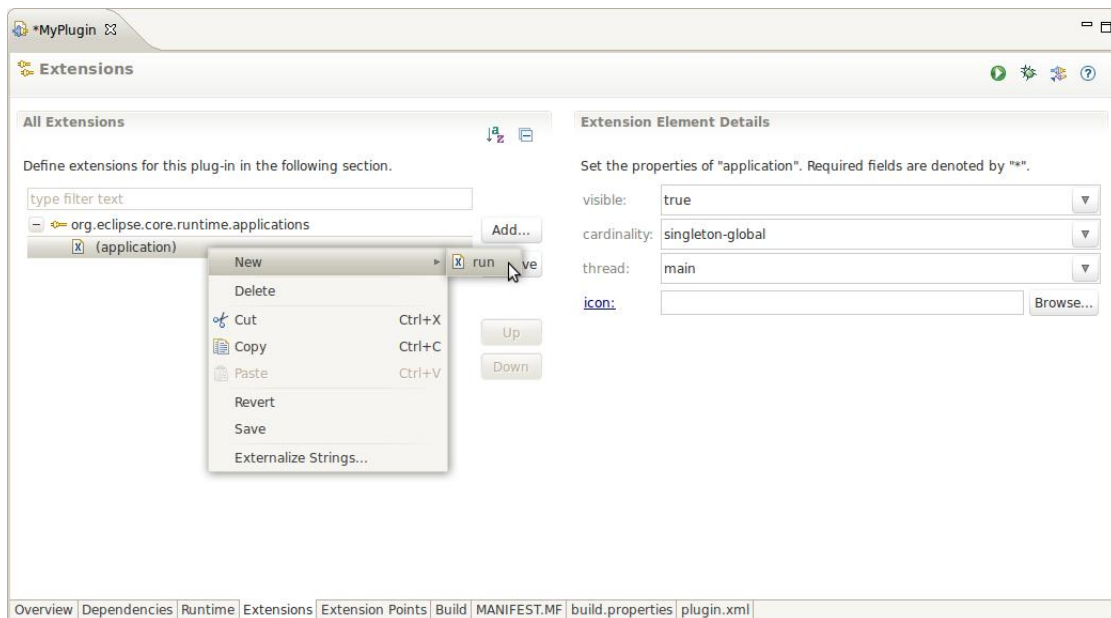 *MyPlugin
Extensions
All Extensions
Define extensions for this plug-in in the following section.
type filter text
org.eclipse.core.runtime.applications
(application)
Add...
ve
Up
Down
New
run
Delete
Cut Ctrl+X
Copy Ctrl+C
Paste Ctrl+V
Revert
Save
Externalize Strings...
Extension Element Details
Set the properties of "application". Required fields are denoted by "*".
visible: true
cardinality: singleton-global
thread: main
icon: Browse...
Overview Dependencies Runtime Extensions Extension Points Build MANIFEST.MF build.properties plugin.xml